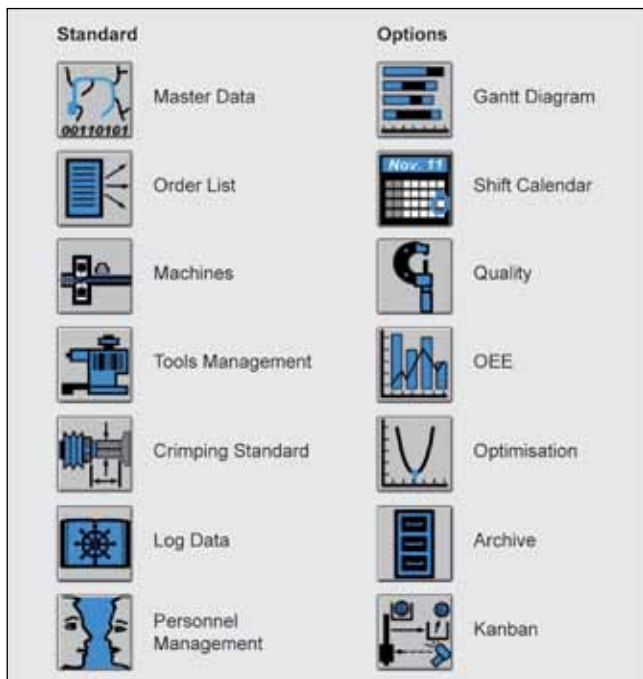 Standard
Options
00110101
Master Data
Gantt Diagram
Order List
Nov. 11
Shift Calendar
Machines
Quality
Tools Management
OEE
Crimping Standard
Optimisation
Log Data
Archive
Personnel
Management
Kanban